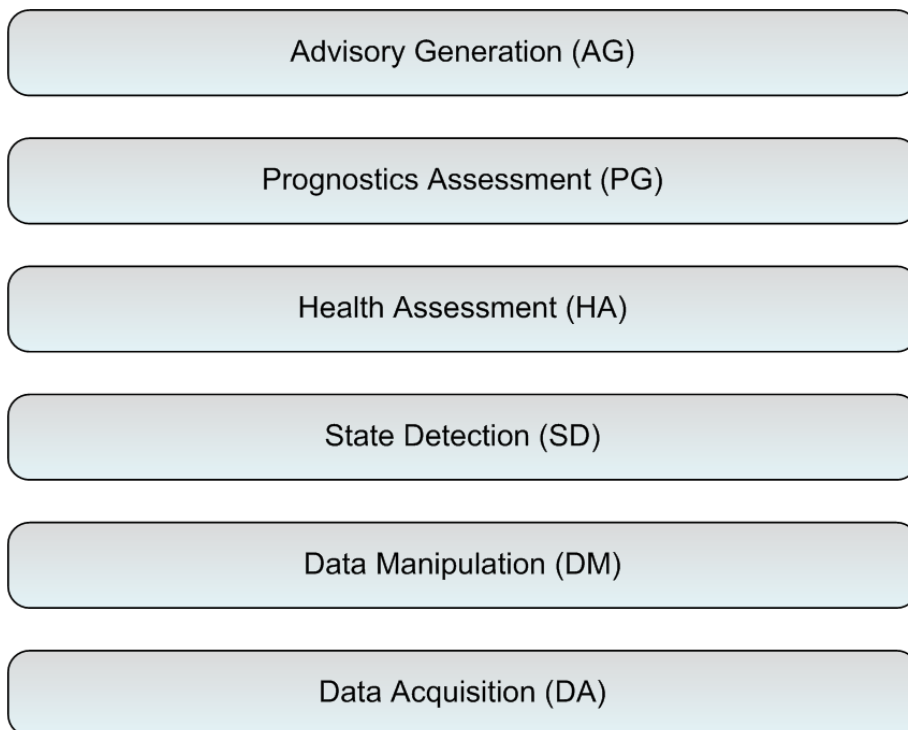 Advisory Generation (AG)
Prognostics Assessment (PG)
Health Assessment (HA)
State Detection (SD)
Data Manipulation (DM)
Data Acquisition (DA)